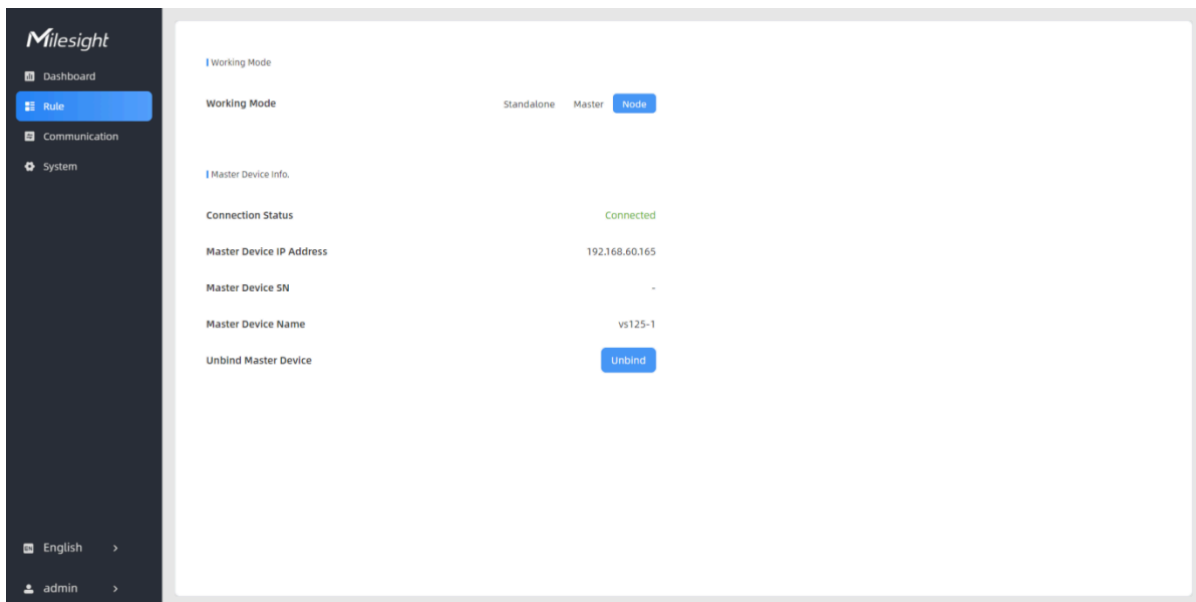 Milesight
Dashboard
Rule
Communication
System
EN English >
admin >
Working Mode
Working Mode Standalone Master Node
Master Device Info.
Connection Status Connected
Master Device IP Address 192.168.60.165
Master Device SN -
Master Device Name vs125-1
Unbind Master Device Unbind